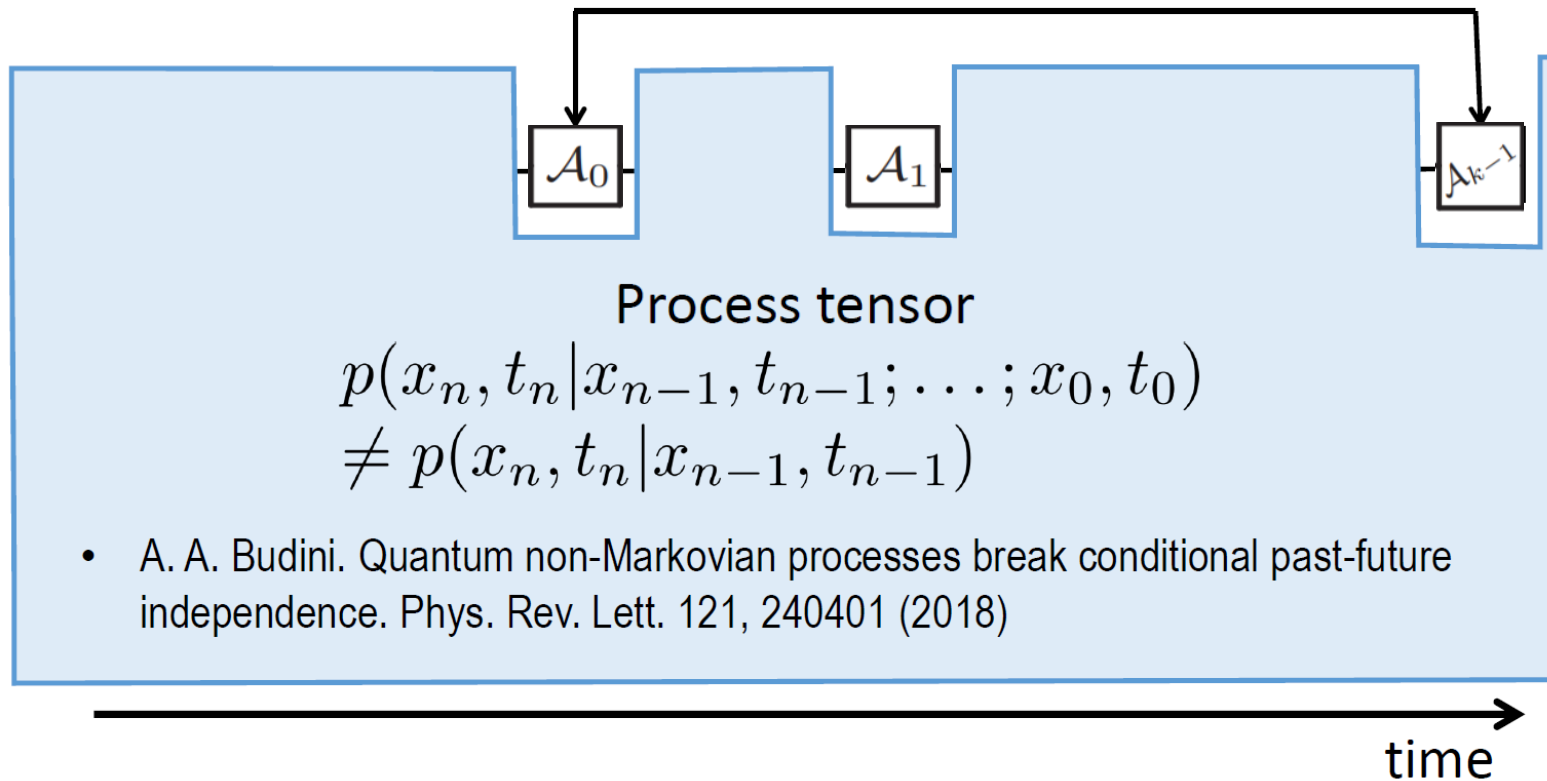 𝒜₀ 𝒜₁ 𝒜ₖ₋₁
Process tensor
p(xₙ, tₙ|xₙ₋₁, tₙ₋₁; . . . ; x₀, t₀)
≠ p(xₙ, tₙ|xₙ₋₁, tₙ₋₁)
• A. A. Budini. Quantum non-Markovian processes break conditional past-future
independence. Phys. Rev. Lett. 121, 240401 (2018)
time